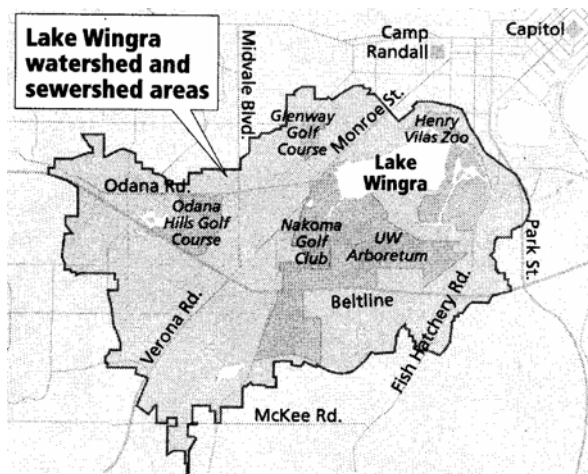 Lake Wingra
watershed and
sewershed areas
Midvale Blvd.
Camp
Randall
Capitol
Glenway
Golf
Course
Monroe St.
Henry
Vilas Zoo
Lake
Wingra
Odana Rd.
Odana
Hills Golf
Course
Nakoma
Golf
Club
UW
Arboretum
Park St.
Verona Rd.
Beltline
Fish Hatchery Rd.
McKee Rd.